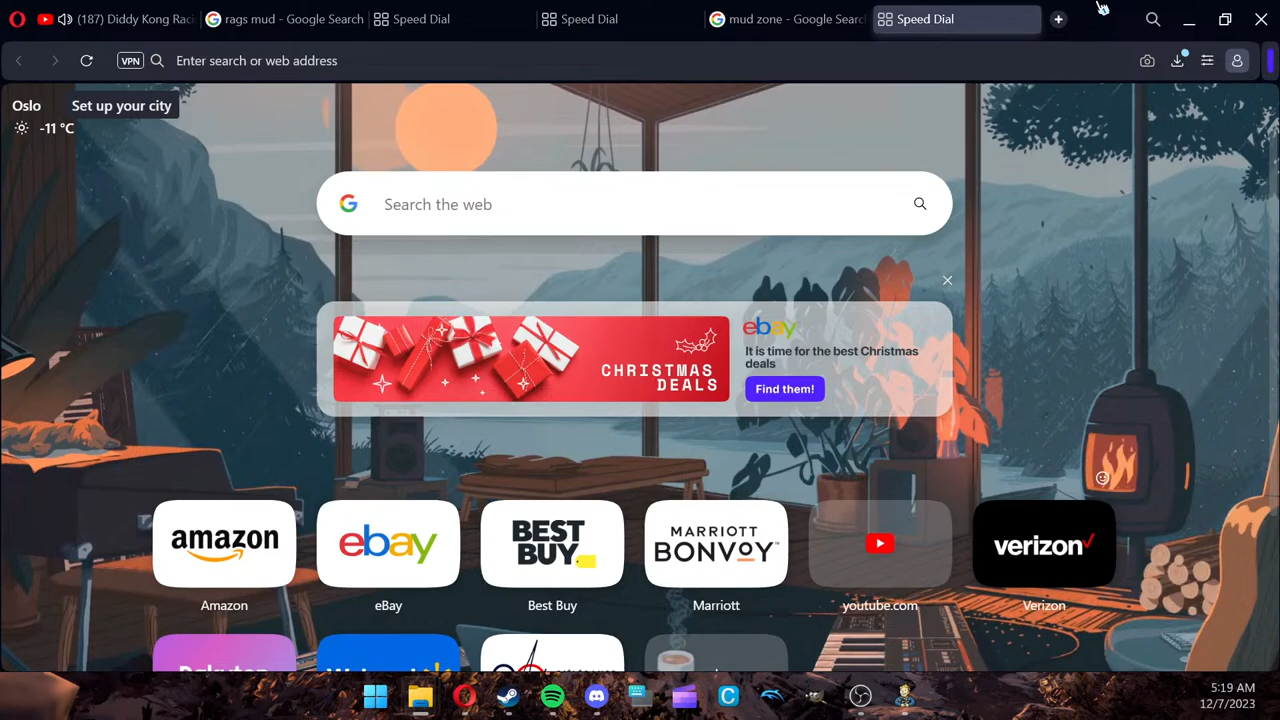 (187) Diddy Kong Raci
rags mud - Google Search
Speed Dial
Speed Dial
mud zone - Google Searc
Speed Dial
VPN
Enter search or web address
Oslo
Set up your city
-11 °C
Search the web
CHRISTMAS
DEALS
ebay
It is time for the best Christmas
deals
Find them!
amazon
ebay
BEST
BUY
MARRIOTT
BONVOY™
verizon
Amazon
eBay
Best Buy
Marriott
youtube.com
Verizon
Rakuten
Walmart
5:19 AM
12/7/2023